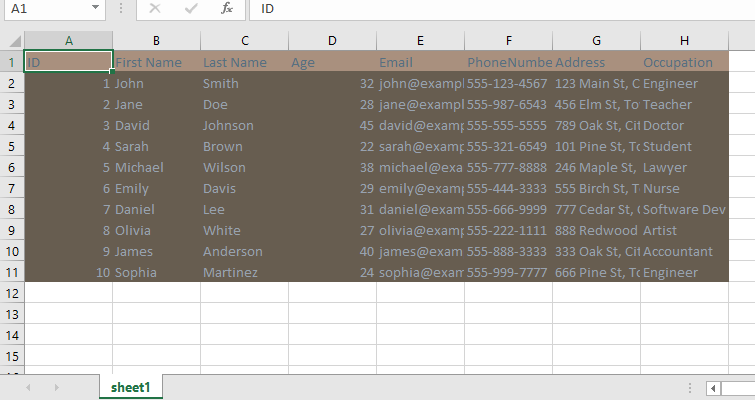 A1 fx ID
A B C D E F G H
1 ID First Name Last Name Age Email PhoneNumbe Address Occupation
2 1 John Smith 32 john@exampl 555-123-4567 123 Main St, C Engineer
3 2 Jane Doe 28 jane@exampl 555-987-6543 456 Elm St, To Teacher
4 3 David Johnson 45 david@examp 555-555-5555 789 Oak St, Cit Doctor
5 4 Sarah Brown 22 sarah@examp 555-321-6549 101 Pine St, To Student
6 5 Michael Wilson 38 michael@exa 555-777-8888 246 Maple St, Lawyer
7 6 Emily Davis 29 emily@examp 555-444-3333 555 Birch St, T Nurse
8 7 Daniel Lee 31 daniel@exam 555-666-9999 777 Cedar St, Software Dev
9 8 Olivia White 27 olivia@examp 555-222-1111 888 Redwood Artist
10 9 James Anderson 40 james@exam 555-888-3333 333 Oak St, Cit Accountant
11 10 Sophia Martinez 24 sophia@exam 555-999-7777 666 Pine St, To Engineer
12
13
14
15
sheet1